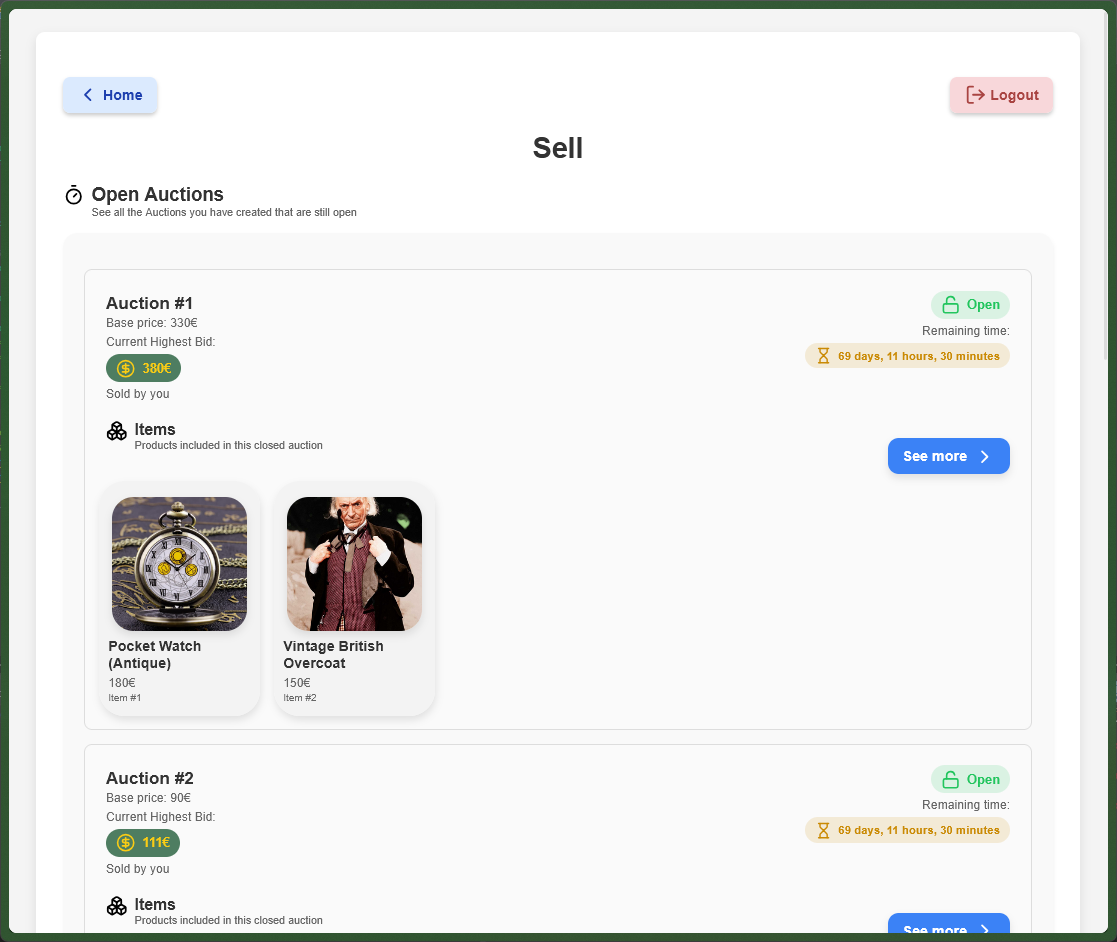 Home
Logout
Sell
Open Auctions
See all the Auctions you have created that are still open
Auction #1
Base price: 330€
Current Highest Bid:
380€
Sold by you
Open
Remaining time:
69 days, 11 hours, 30 minutes
Items
Products included in this closed auction
See more
Pocket Watch
(Antique)
180€
Item #1
Vintage British
Overcoat
150€
Item #2
Auction #2
Base price: 90€
Current Highest Bid:
111€
Sold by you
Open
Remaining time:
69 days, 11 hours, 30 minutes
Items
Products included in this closed auction
See more